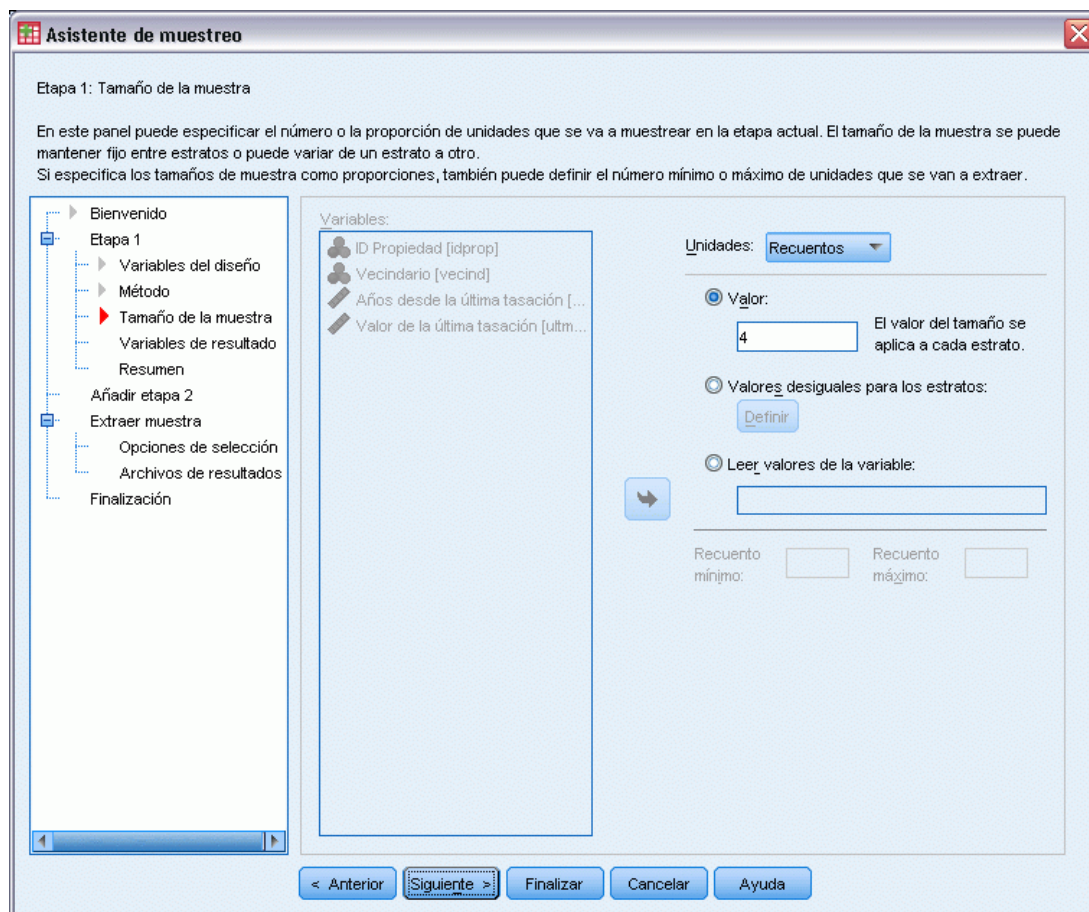 Asistente de muestreo
Etapa 1: Tamaño de la muestra
En este panel puede especificar el número o la proporción de unidades que se va a muestrear en la etapa actual. El tamaño de la muestra se puede
mantener fijo entre estratos o puede variar de un estrato a otro.
Si especifica los tamaños de muestra como proporciones, también puede definir el número mínimo o máximo de unidades que se van a extraer.
Bienvenido
Etapa 1
Variables del diseño
Método
Tamaño de la muestra
Variables de resultado
Resumen
Añadir etapa 2
Extraer muestra
Opciones de selección
Archivos de resultados
Finalización
Variables:
ID Propiedad [idprop]
Vecindario [vecind]
Años desde la última tasación [...
Valor de la última tasación [ultm...
Unidades: Recuentos
Valor:
4
El valor del tamaño se
aplica a cada estrato.
Valores desiguales para los estratos:
Definir
Leer valores de la variable:
Recuento
mínimo:
Recuento
máximo:
< Anterior
Siguiente >
Finalizar
Cancelar
Ayuda